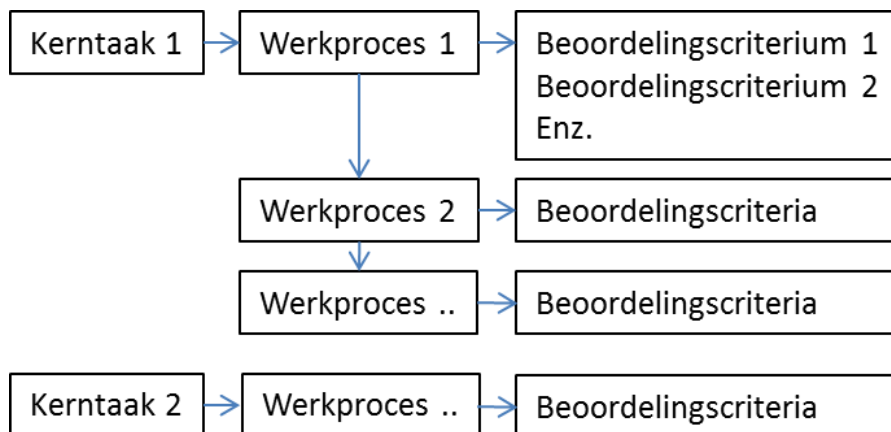 Kerntaak 1
Werkproces 1
Beoordelingscriterium 1
Beoordelingscriterium 2
Enz.
Werkproces 2
Beoordelingscriteria
Werkproces ..
Beoordelingscriteria
Kerntaak 2
Werkproces ..
Beoordelingscriteria